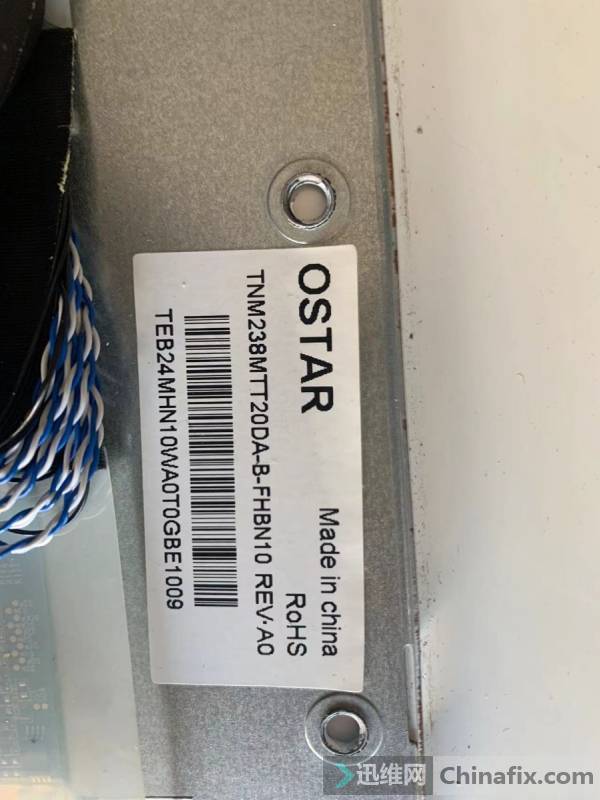 OSTAR
Made in china
TNM238MTT20DA-B-FHBN10 REV·A0
RoHS
TEB24MHN10WA0T0GBE1009
迅维网 Chinafix.com